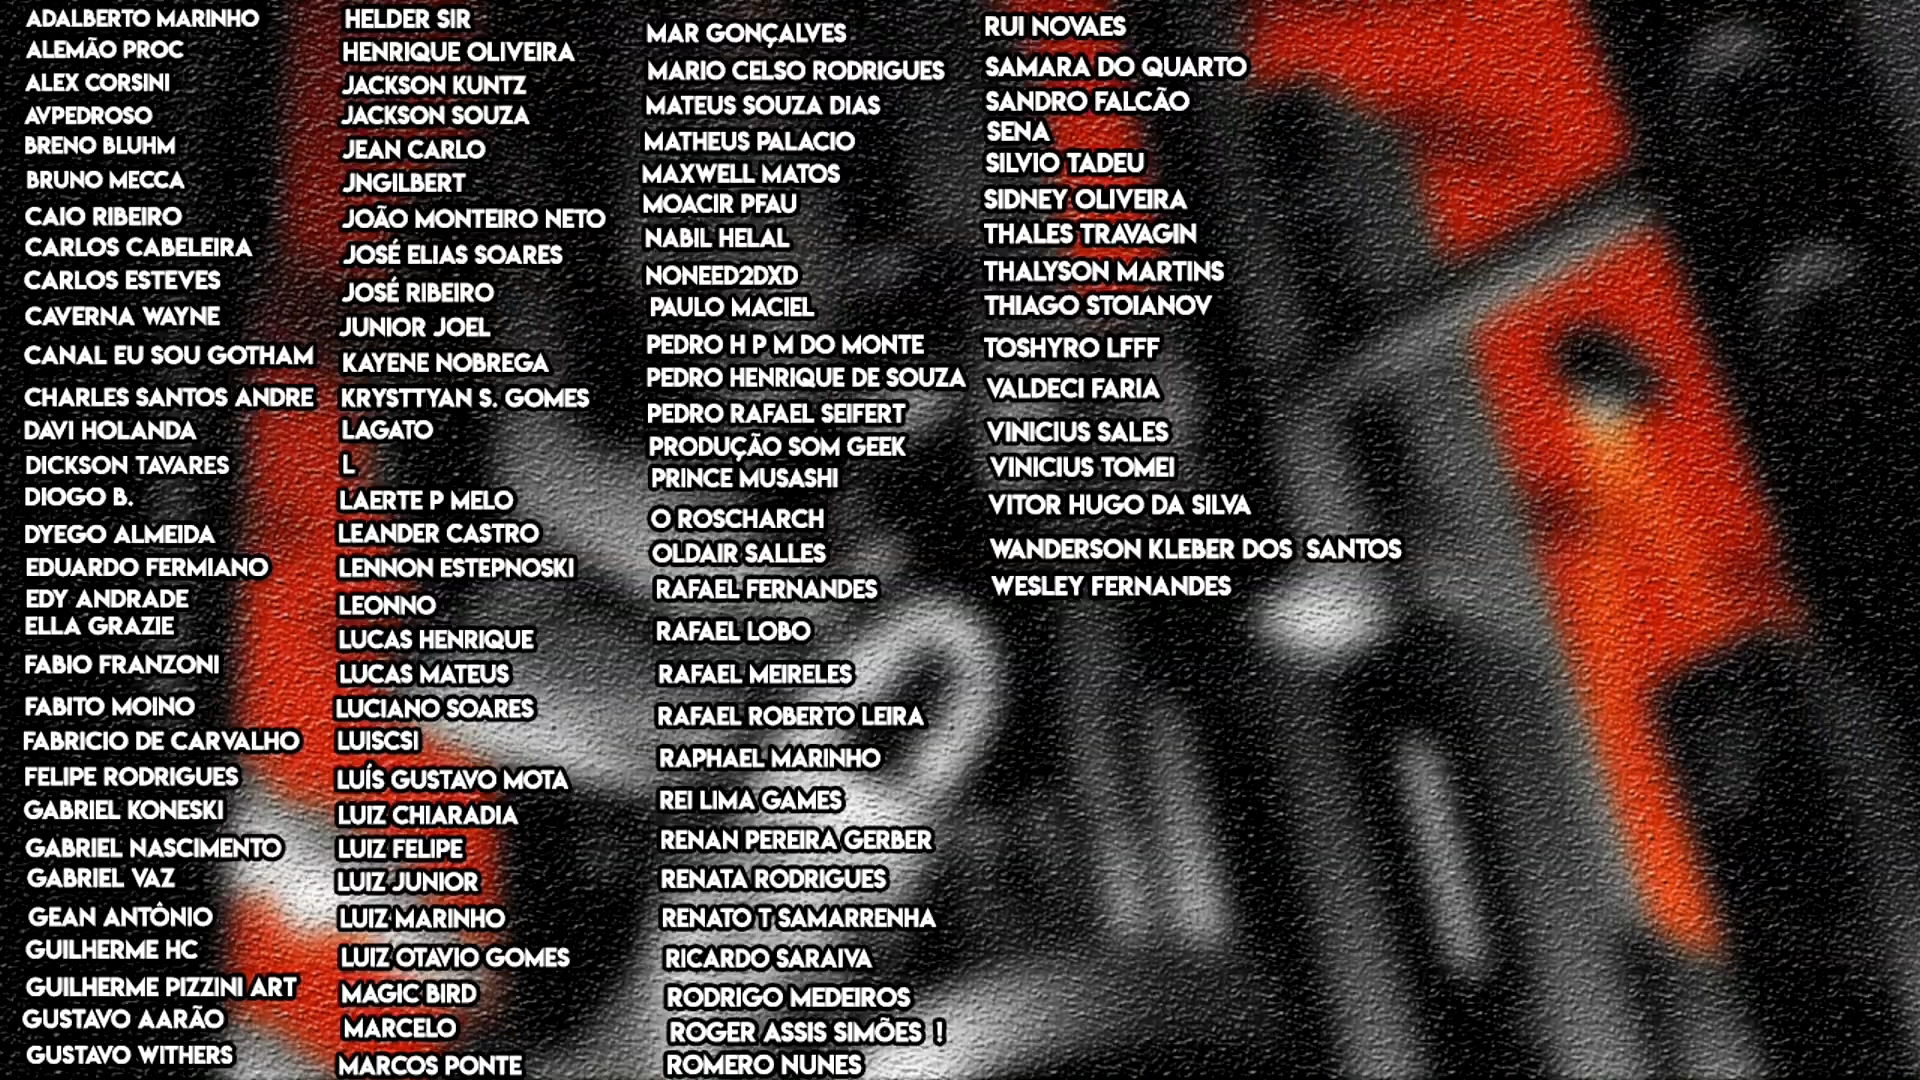 ADALBERTO MARINHO
ALEMÃO PROC
ALEX CORSINI
AVPEDROSO
BRENO BLUHM
BRUNO MECCA
CAIO RIBEIRO
CARLOS CABELEIRA
CARLOS ESTEVES
CAVERNA WAYNE
CANAL EU SOU GOTHAM
CHARLES SANTOS ANDRE
DAVI HOLANDA
DICKSON TAVARES
DIOGO B.
DYEGO ALMEIDA
EDUARDO FERMIANO
EDY ANDRADE
ELLA GRAZIE
FABIO FRANZONI
FABITO MOINO
FABRICIO DE CARVALHO
FELIPE RODRIGUES
GABRIEL KONESKI
GABRIEL NASCIMENTO
GABRIEL VAZ
GEAN ANTÔNIO
GUILHERME HC
GUILHERME PIZZINI ART
GUSTAVO AARÃO
GUSTAVO WITHERS
HELDER SIR
HENRIQUE OLIVEIRA
JACKSON KUNTZ
JACKSON SOUZA
JEAN CARLO
JNGILBERT
JOÃO MONTEIRO NETO
JOSÉ ELIAS SOARES
JOSÉ RIBEIRO
JUNIOR JOEL
KAYENE NOBREGA
KRYSTTYAN S. GOMES
LAGATO
L
LAERTE P MELO
LEANDER CASTRO
LENNON ESTEPNOSKI
LEONNO
LUCAS HENRIQUE
LUCAS MATEUS
LUCIANO SOARES
LUISCSI
LUÍS GUSTAVO MOTA
LUIZ CHIARADIA
LUIZ FELIPE
LUIZ JUNIOR
LUIZ MARINHO
LUIZ OTAVIO GOMES
MAGIC BIRD
MARCELO
MARCOS PONTE
MAR GONÇALVES
MARIO CELSO RODRIGUES
MATEUS SOUZA DIAS
MATHEUS PALACIO
MAXWELL MATOS
MOACIR PFAU
NABIL HELAL
NONEED2DXD
PAULO MACIEL
PEDRO H P M DO MONTE
PEDRO HENRIQUE DE SOUZA
PEDRO RAFAEL SEIFERT
PRODUÇÃO SOM GEEK
PRINCE MUSASHI
O ROSCHARCH
OLDAIR SALLES
RAFAEL FERNANDES
RAFAEL LOBO
RAFAEL MEIRELES
RAFAEL ROBERTO LEIRA
RAPHAEL MARINHO
REI LIMA GAMES
RENAN PEREIRA GERBER
RENATA RODRIGUES
RENATO T SAMARRENHA
RICARDO SARAIVA
RODRIGO MEDEIROS
ROGER ASSIS SIMÕES !
ROMERO NUNES
RUI NOVAES
SAMARA DO QUARTO
SANDRO FALCÃO
SENA
SILVIO TADEU
SIDNEY OLIVEIRA
THALES TRAVAGIN
THALYSON MARTINS
THIAGO STOIANOV
TOSHYRO LFFF
VALDECI FARIA
VINICIUS SALES
VINICIUS TOMEI
VITOR HUGO DA SILVA
WANDERSON KLEBER DOS SANTOS
WESLEY FERNANDES